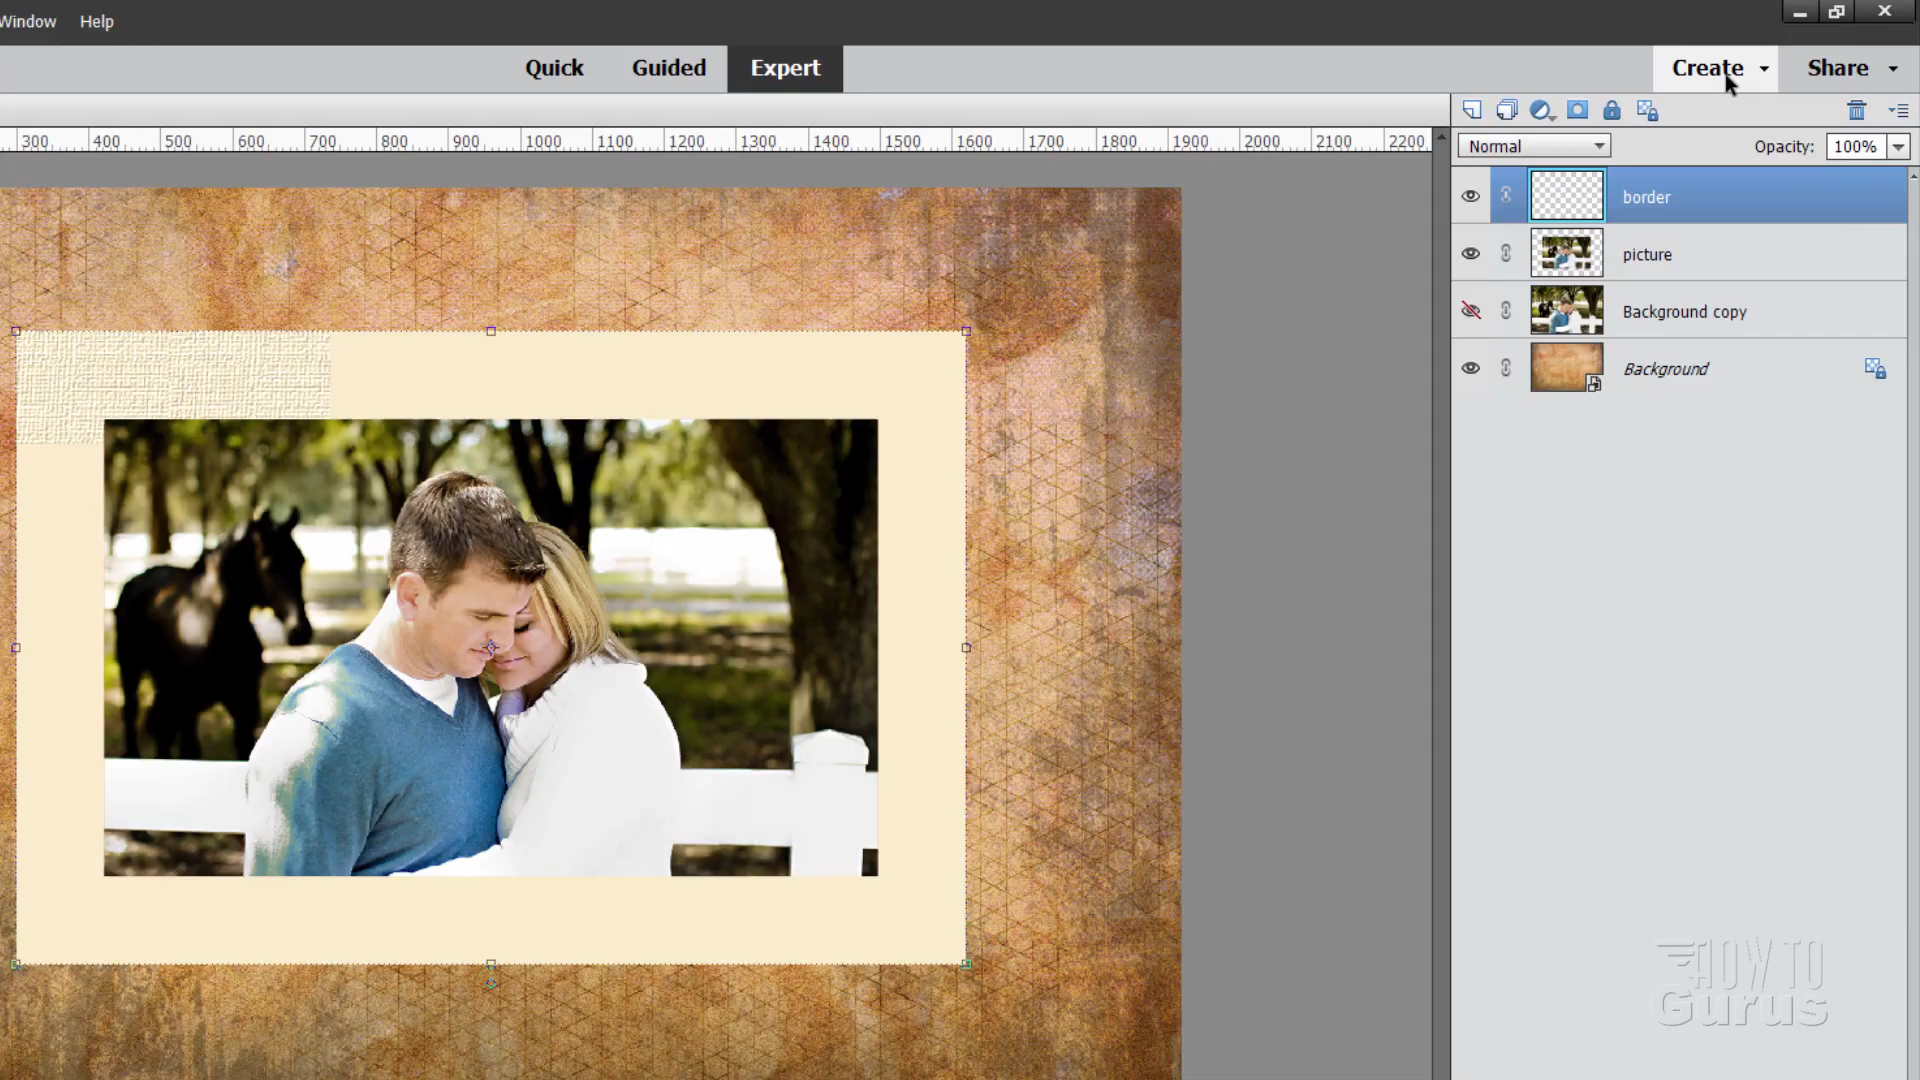 Window Help
Quick Guided Expert Create Share
300 400 500 600 700 800 900 1000 1100 1200 1300 1400 1500 1600 1700 1800 1900 2000 2100 2200
Normal Opacity: 100%
border
picture
Background copy
Background
HOW TO
Gurus